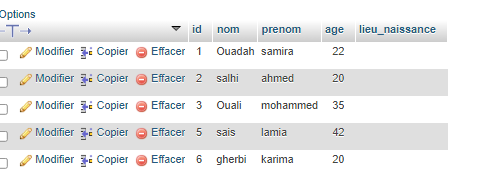 Options
id nom prenom age lieu_naissance
Modifier Copier Effacer 1 Ouadah samira 22
Modifier Copier Effacer 2 salhi ahmed 20
Modifier Copier Effacer 3 Ouali mohammed 35
Modifier Copier Effacer 5 sais lamia 42
Modifier Copier Effacer 6 gherbi karima 20